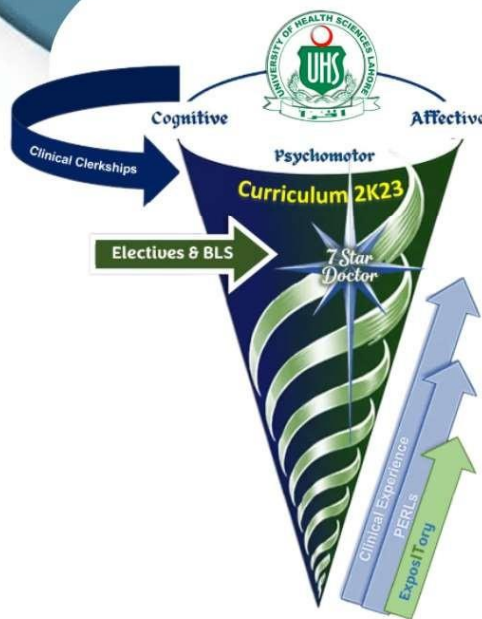 UNIVERSITY OF HEALTH SCIENCES LAHORE
UHS
Cognitive
Affective
Psychomotor
Clinical Clerkships
Curriculum 2K23
Electives & BLS
7 Star
Doctor
Clinical Experience
PERLs
ExposITory